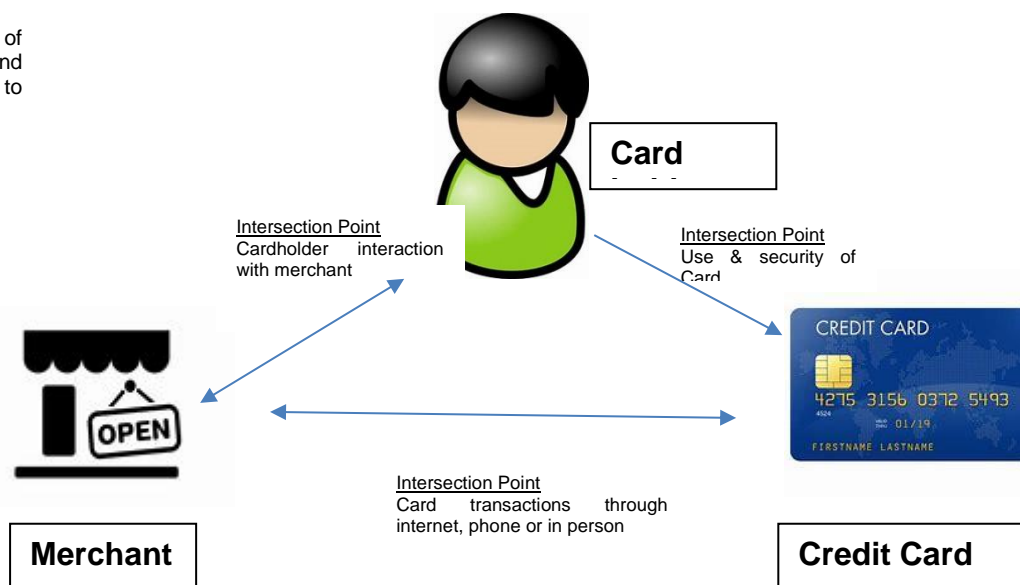 of
nd
to
Card
Intersection Point
Cardholder interaction
with merchant
Intersection Point
Use & security of
Card
CREDIT CARD
4275 3156 0372 5493
4524
VALID
THRU 01/19
FIRSTNAME LASTNAME
OPEN
Intersection Point
Card transactions through
internet, phone or in person
Merchant
Credit Card